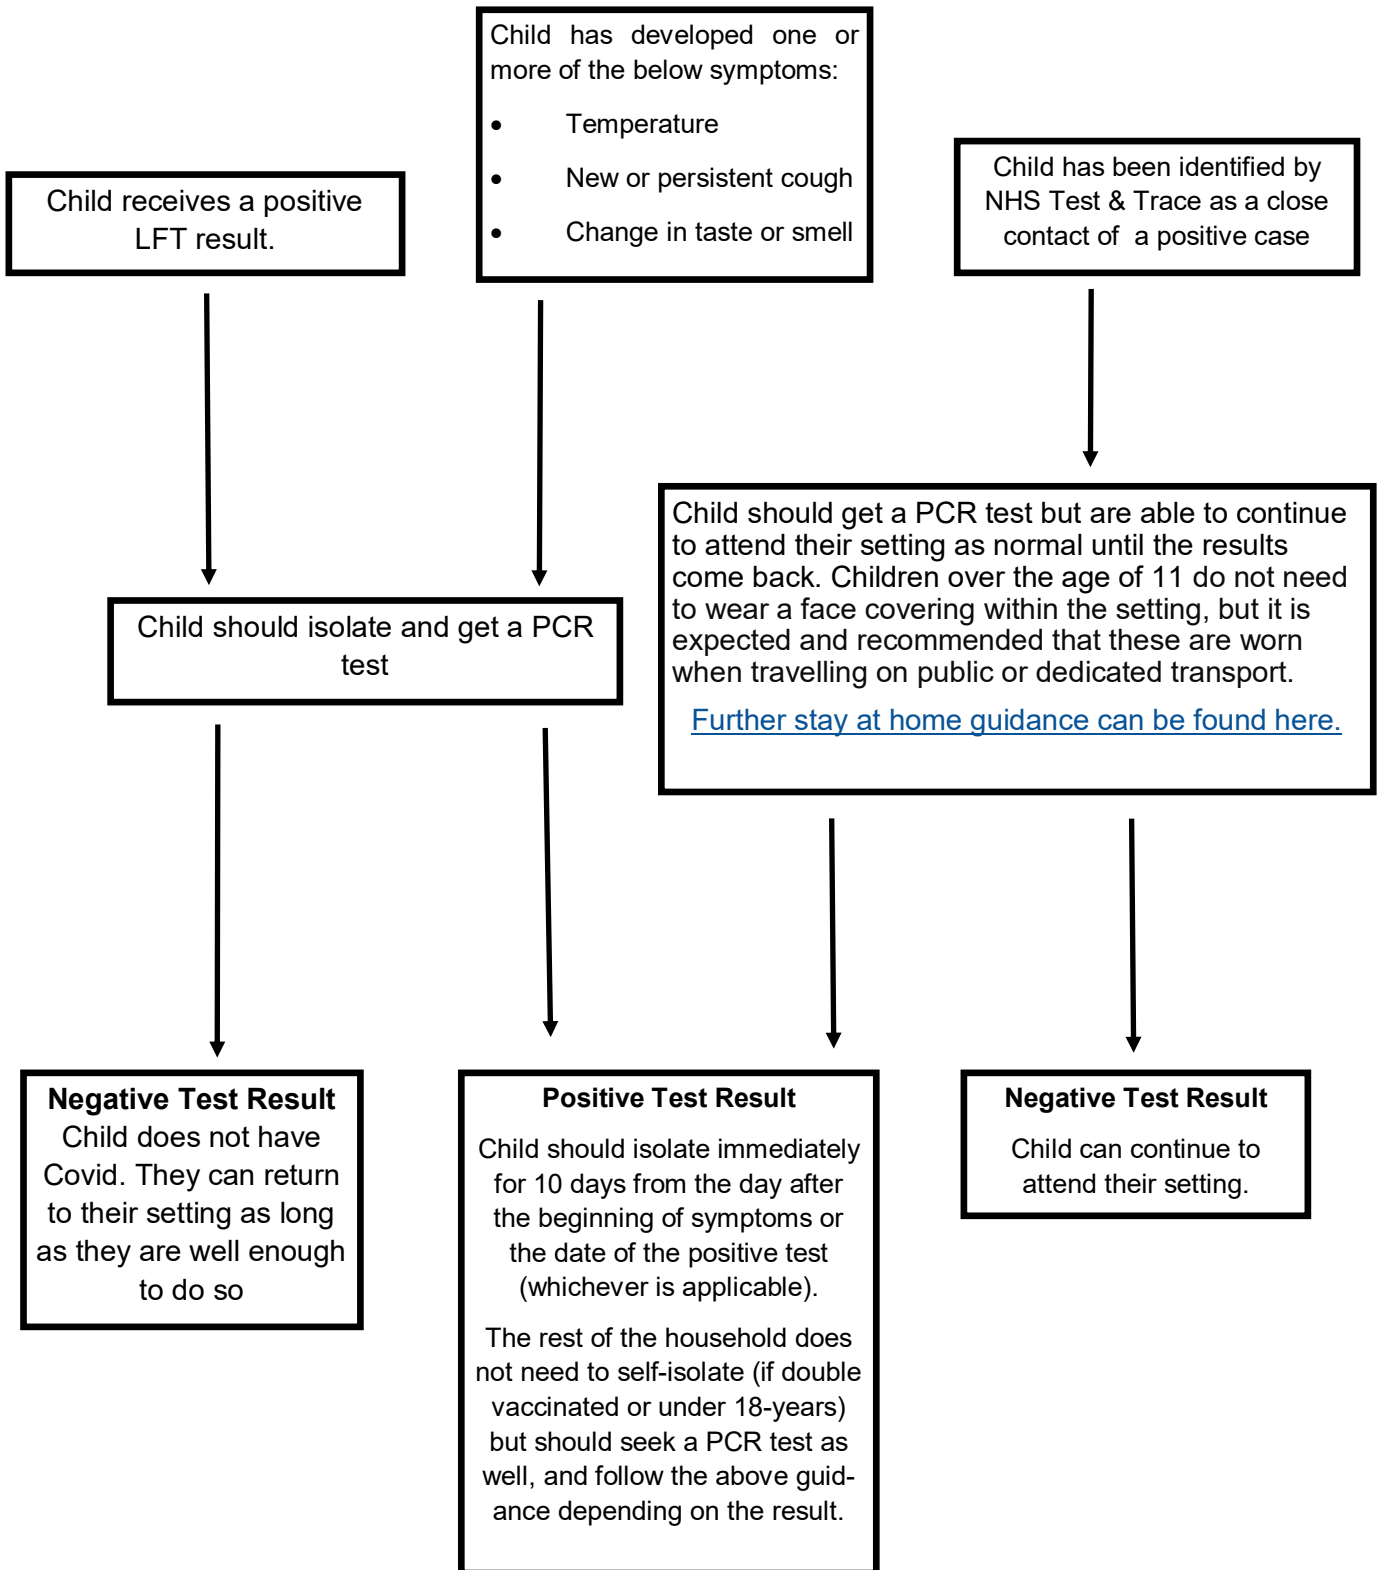 Child has developed one or
more of the below symptoms:
• Temperature
• New or persistent cough
• Change in taste or smell
Child receives a positive
LFT result.
Child has been identified by
NHS Test & Trace as a close
contact of a positive case
Child should get a PCR test but are able to continue
to attend their setting as normal until the results
come back. Children over the age of 11 do not need
to wear a face covering within the setting, but it is
expected and recommended that these are worn
when travelling on public or dedicated transport.
Further stay at home guidance can be found here.
Child should isolate and get a PCR
test
Negative Test Result
Child does not have
Covid. They can return
to their setting as long
as they are well enough
to do so
Positive Test Result
Child should isolate immediately
for 10 days from the day after
the beginning of symptoms or
the date of the positive test
(whichever is applicable).
The rest of the household does
not need to self-isolate (if double
vaccinated or under 18-years)
but should seek a PCR test as
well, and follow the above guid-
ance depending on the result.
Negative Test Result
Child can continue to
attend their setting.